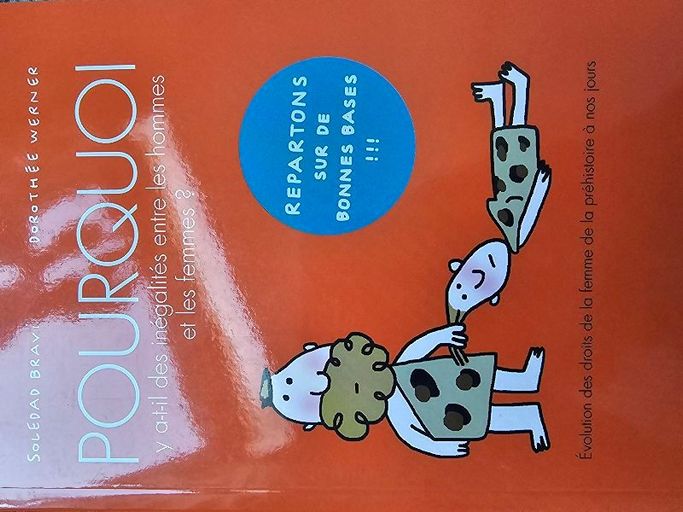 SOLEDAD BRAVI DOROTHÉE WERNER
POURQUOI
y a-t-il des inégalités entre les hommes
et les femmes ?
REPARTONS
SUR DE
BONNES BASES
!!!
Évolution des droits de la femme de la préhistoire à nos jours